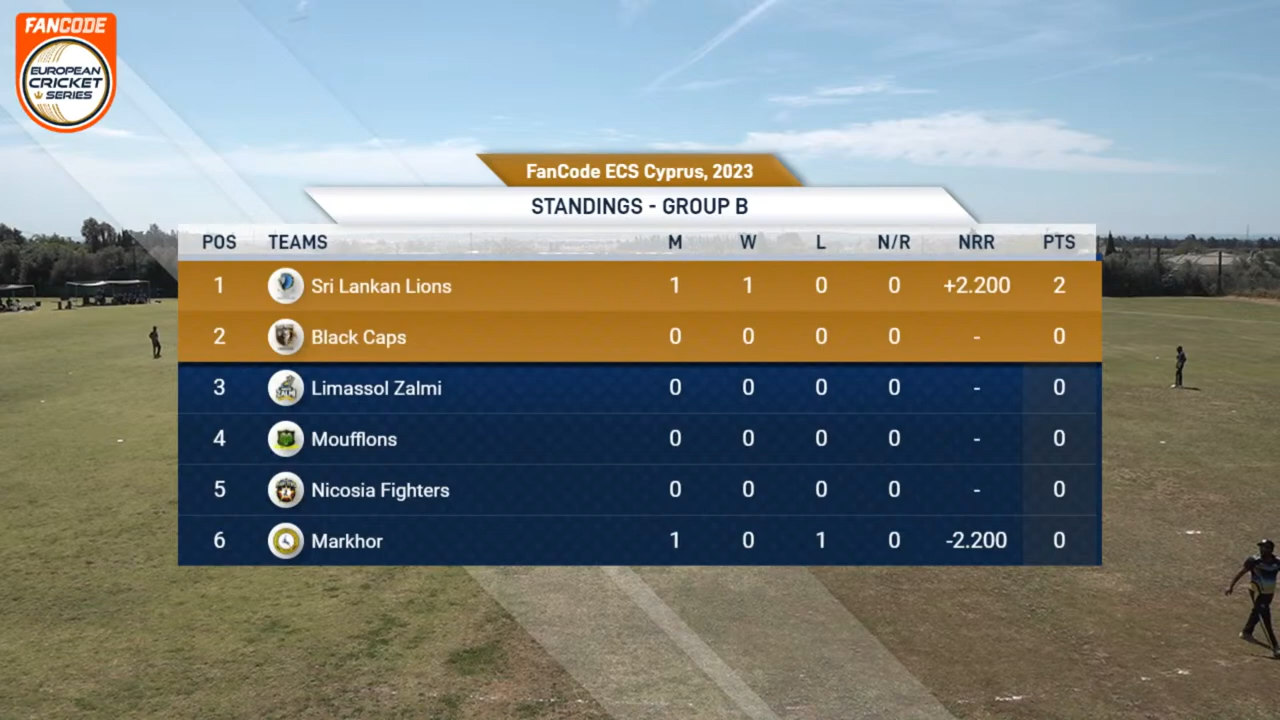 FANCODE
EUROPEAN
CRICKET
SERIES
FanCode ECS Cyprus, 2023
STANDINGS - GROUP B
POS TEAMS M W L N/R NRR PTS
1 Sri Lankan Lions 1 1 0 0 +2.200 2
2 Black Caps 0 0 0 0 - 0
3 Limassol Zalmi 0 0 0 0 - 0
4 Moufflons 0 0 0 0 - 0
5 Nicosia Fighters 0 0 0 0 - 0
6 Markhor 1 0 1 0 -2.200 0